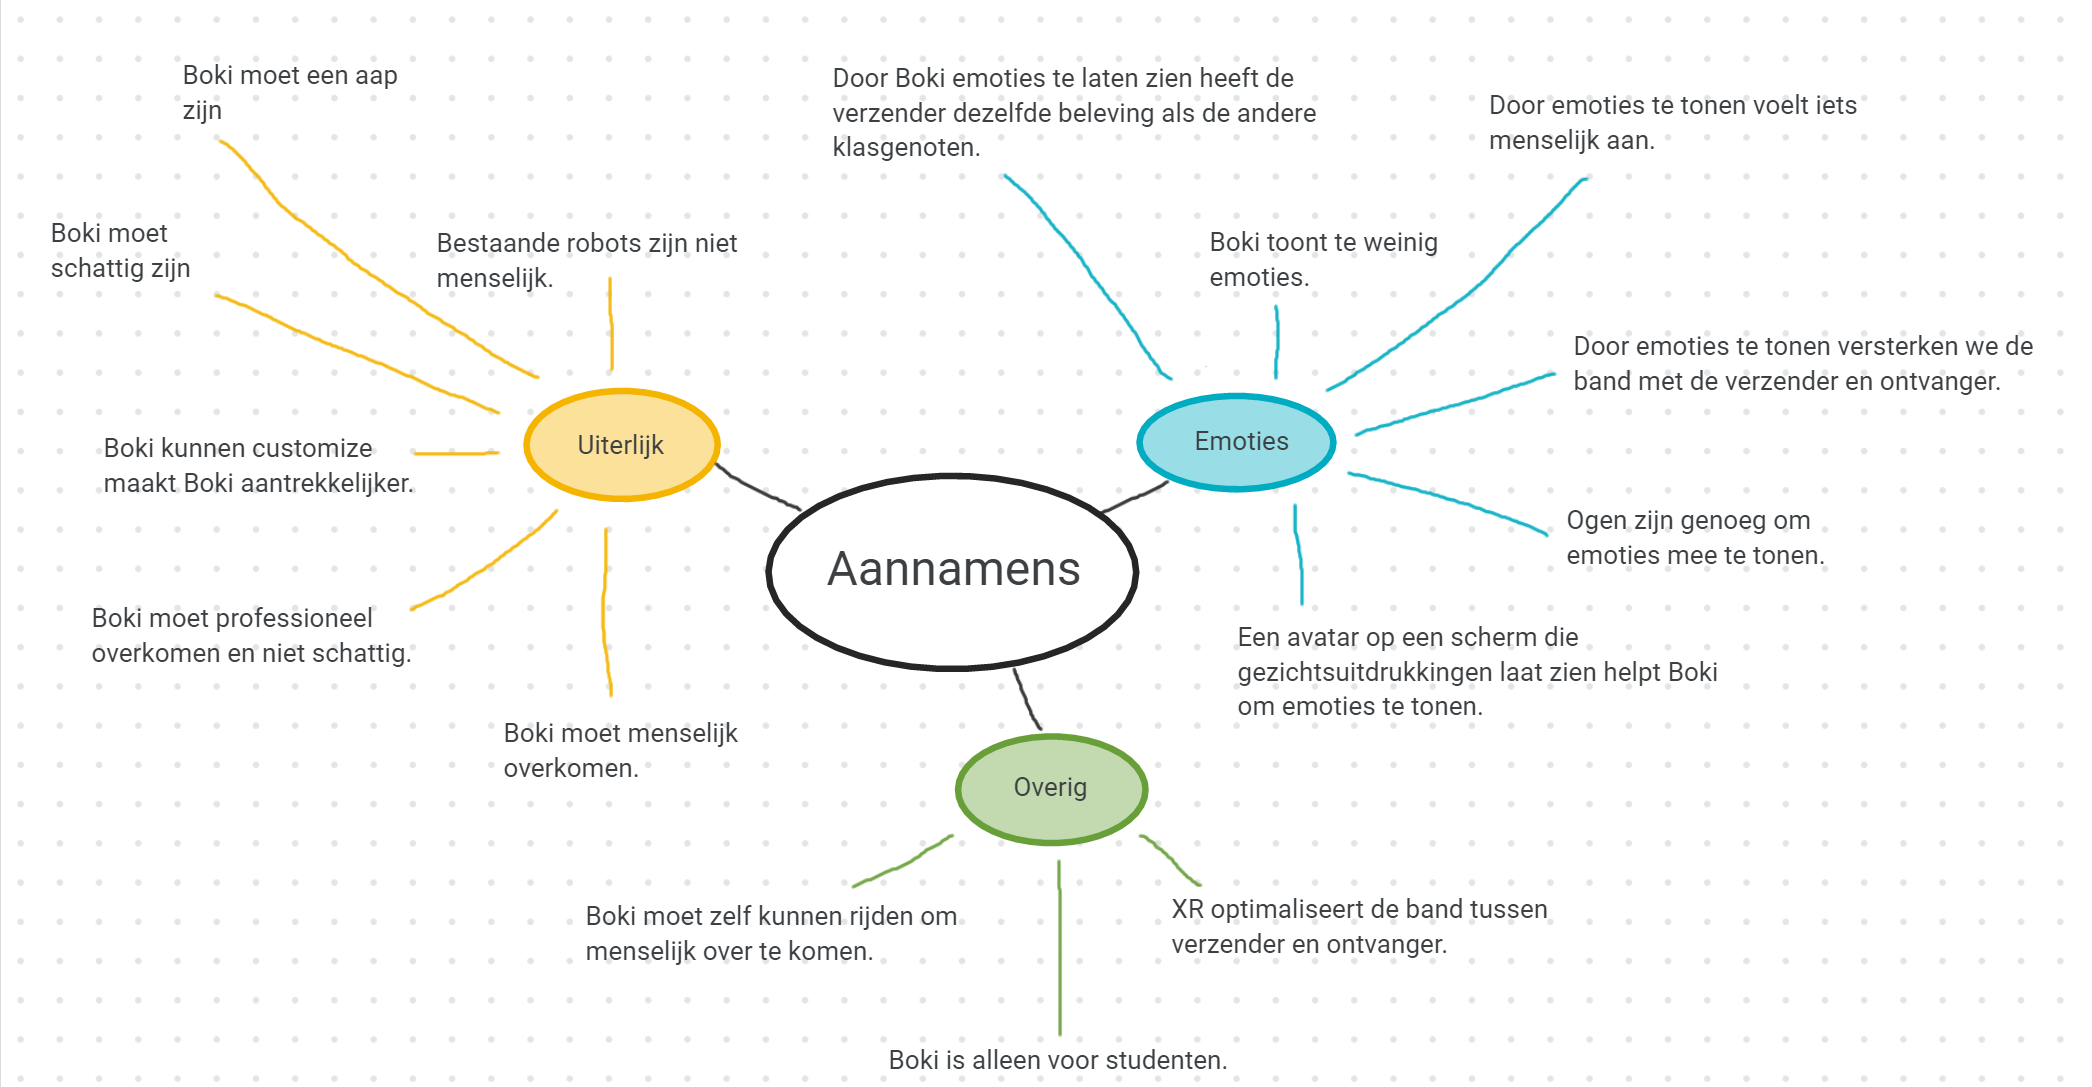 Boki moet een aap
zijn
Boki moet
schattig zijn
Bestaande robots zijn niet
menselijk.
Uiterlijk
Boki kunnen customize
maakt Boki aantrekkelijker.
Boki moet professioneel
overkomen en niet schattig.
Boki moet menselijk
overkomen.
Aannamens
Door Boki emoties te laten zien heeft de
verzender dezelfde beleving als de andere
klasgenoten.
Boki toont te weinig
emoties.
Door emoties te tonen voelt iets
menselijk aan.
Door emoties te tonen versterken we de
band met de verzender en ontvanger.
Emoties
Ogen zijn genoeg om
emoties mee te tonen.
Een avatar op een scherm die
gezichtsuitdrukkingen laat zien helpt Boki
om emoties te tonen.
Overig
Boki moet zelf kunnen rijden om
menselijk over te komen.
XR optimaliseert de band tussen
verzender en ontvanger.
Boki is alleen voor studenten.